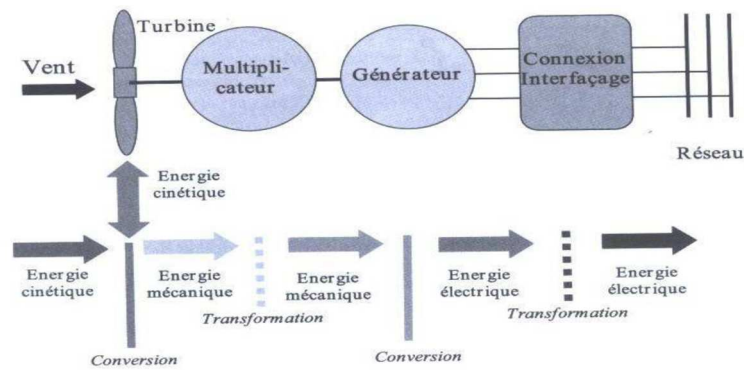 Turbine
Vent
Multipli-
cateur
Générateur
Connexion
Interfaçage
Réseau
Energie
cinétique
Energie
cinétique
Energie
mécanique
Transformation
Energie
mécanique
Energie
électrique
Transformation
Energie
électrique
Conversion
Conversion